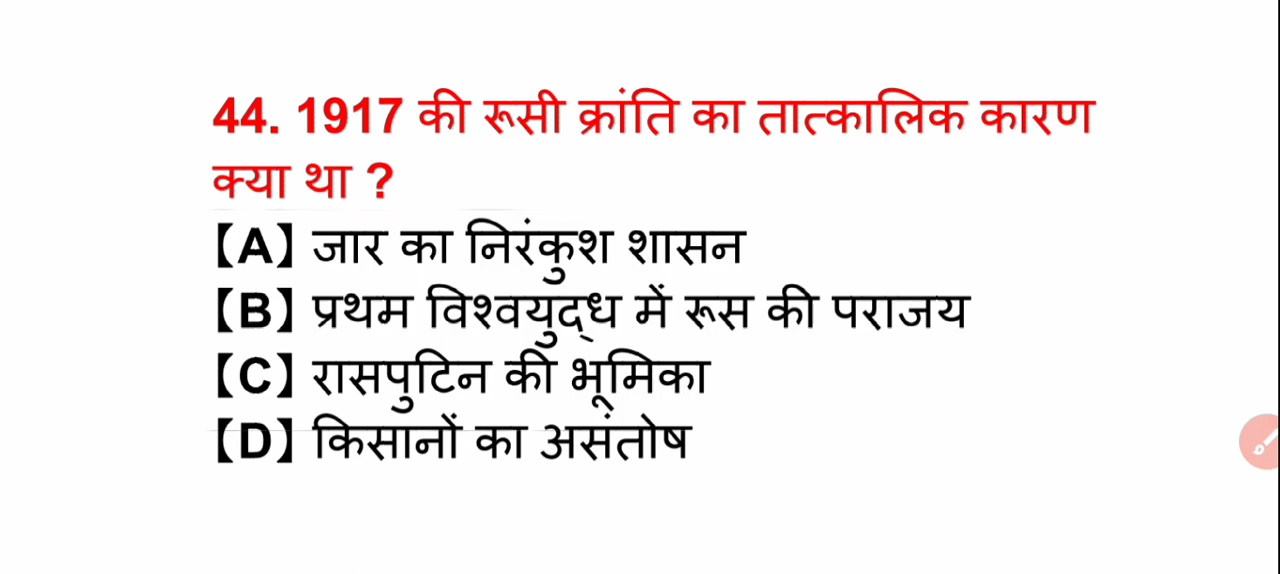 44. 1917 की रूसी क्रांति का तात्कालिक कारण
क्या था ?
【A】 जार का निरंकुश शासन
【B】 प्रथम विश्वयुद्ध में रूस की पराजय
【C】 रासपुटिन की भूमिका
【D】 किसानों का असंतोष